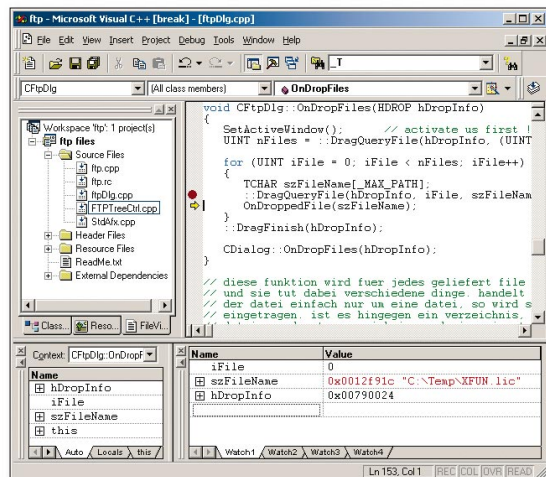 ftp - Microsoft Visual C++ [break] - [ftpDlg.cpp]
File Edit View Insert Project Debug Tools Window Help
_T
CFtpDlg
(All class members)
OnDropFiles
Workspace 'ftp': 1 project(s)
ftp files
Source Files
ftp.cpp
ftp.rc
ftpDlg.cpp
FTPTreeCtrl.cpp
StdAfx.cpp
Header Files
Resource Files
ReadMe.txt
External Dependencies
Class...
Reso...
FileVi...
void CFtpDlg::OnDropFiles(HDROP hDropInfo)
{
SetActiveWindow(); // activate us first !
UINT nFiles = ::DragQueryFile(hDropInfo, (UINT
for (UINT iFile = 0; iFile < nFiles; iFile++)
{
TCHAR szFileName[_MAX_PATH];
::DragQueryFile(hDropInfo, iFile, szFileNam
OnDroppedFile(szFileName);
}
::DragFinish(hDropInfo);
CDialog::OnDropFiles(hDropInfo);
}
// diese funktion wird fuer jedes geliefert file
// und sie tut dabei verschiedene dinge. handelt
// der datei einfach nur um eine datei, so wird s
// eingetragen. ist es hingegen ein verzeichnis,
Context: CFtpDlg::OnDropF
Name
hDropInfo
iFile
szFileName
this
Auto Locals this
Name Value
iFile 0
szFileName 0x0012f91c "C:\Temp\XFUN.lic"
hDropInfo 0x00790024
Watch1 Watch2 Watch3 Watch4
Ln 153, Col 1 REC COL OVR READ